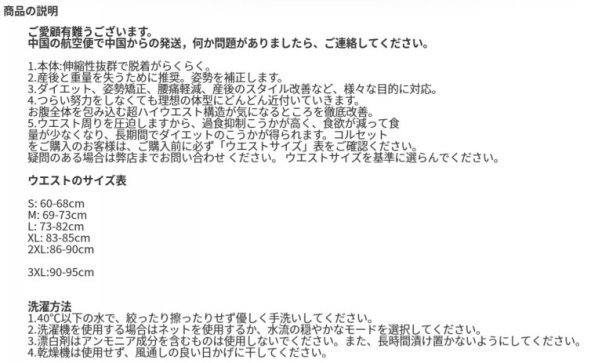 商品の説明
ご愛顧有難うございます。
中国の航空便で中国からの発送，何か問題がありましたら、ご連絡してください。
1.本体:伸縮性抜群で脱着がらくらく。
2.産後と重量を失うために推奨。姿勢を補正します。
3.ダイエット、姿勢矯正、腰痛軽減、産後のスタイル改善など、様々な目的に対応。
4.つらい努力をしなくても理想の体型にどんどん近付いていきます。
お腹全体を包み込む超ハイウエスト構造が気になるところを徹底改善。
5.ウエスト周りを圧迫しますから、過食抑制こうかが高く、食欲が減って食
量が少なくなり、長期間でダイエットのこうかが得られます。コルセット
をご購入のお客様は、ご購入前に必ず「ウエストサイズ」表をご確認ください。
疑問のある場合は弊店までお問い合わせ ください。 ウエストサイズを基準に選らんでください。
ウエストのサイズ表
S: 60-68cm
M: 69-73cm
L: 73-82cm
XL: 83-85cm
2XL:86-90cm
3XL:90-95cm
洗濯方法
1.40℃以下の水で、絞ったり擦ったりせず優しく手洗いしてください。
2.洗濯機を使用する場合はネットを使用するか、水流の穏やかなモードを選択してください。
3.漂白剤はアンモニア成分を含むものは使用しないでください。また、長時間漬け置かないようにしてください。
4.乾燥機は使用せず、風通しの良い日かげに干してください。